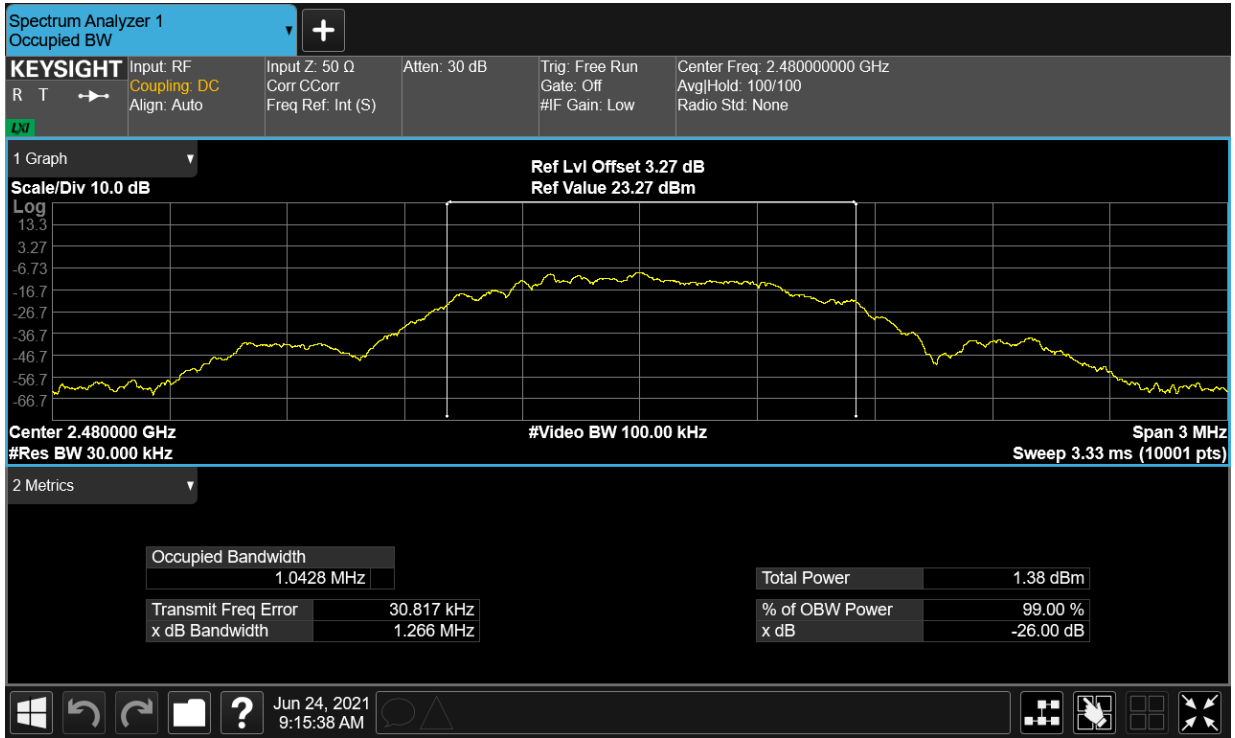 Spectrum Analyzer 1
Occupied BW
KEYSIGHT
R T
LXI
Input: RF
Coupling: DC
Align: Auto
Input Z: 50 Ω
Corr CCorr
Freq Ref: Int (S)
Atten: 30 dB
Trig: Free Run
Gate: Off
#IF Gain: Low
Center Freq: 2.480000000 GHz
Avg|Hold: 100/100
Radio Std: None
1 Graph
Scale/Div 10.0 dB
Ref Lvl Offset 3.27 dB
Ref Value 23.27 dBm
Log
13.3
3.27
-6.73
-16.7
-26.7
-36.7
-46.7
-56.7
-66.7
Center 2.480000 GHz
#Res BW 30.000 kHz
#Video BW 100.00 kHz
Span 3 MHz
Sweep 3.33 ms (10001 pts)
2 Metrics
Occupied Bandwidth
1.0428 MHz
Transmit Freq Error 30.817 kHz
x dB Bandwidth 1.266 MHz
Total Power 1.38 dBm
% of OBW Power 99.00 %
x dB -26.00 dB
?
Jun 24, 2021
9:15:38 AM